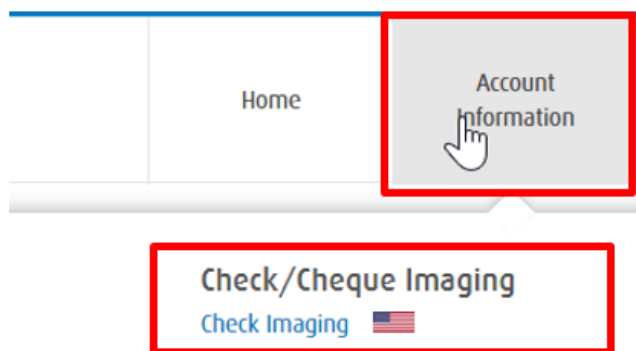 Home
Account
Information
Check/Cheque Imaging
Check Imaging